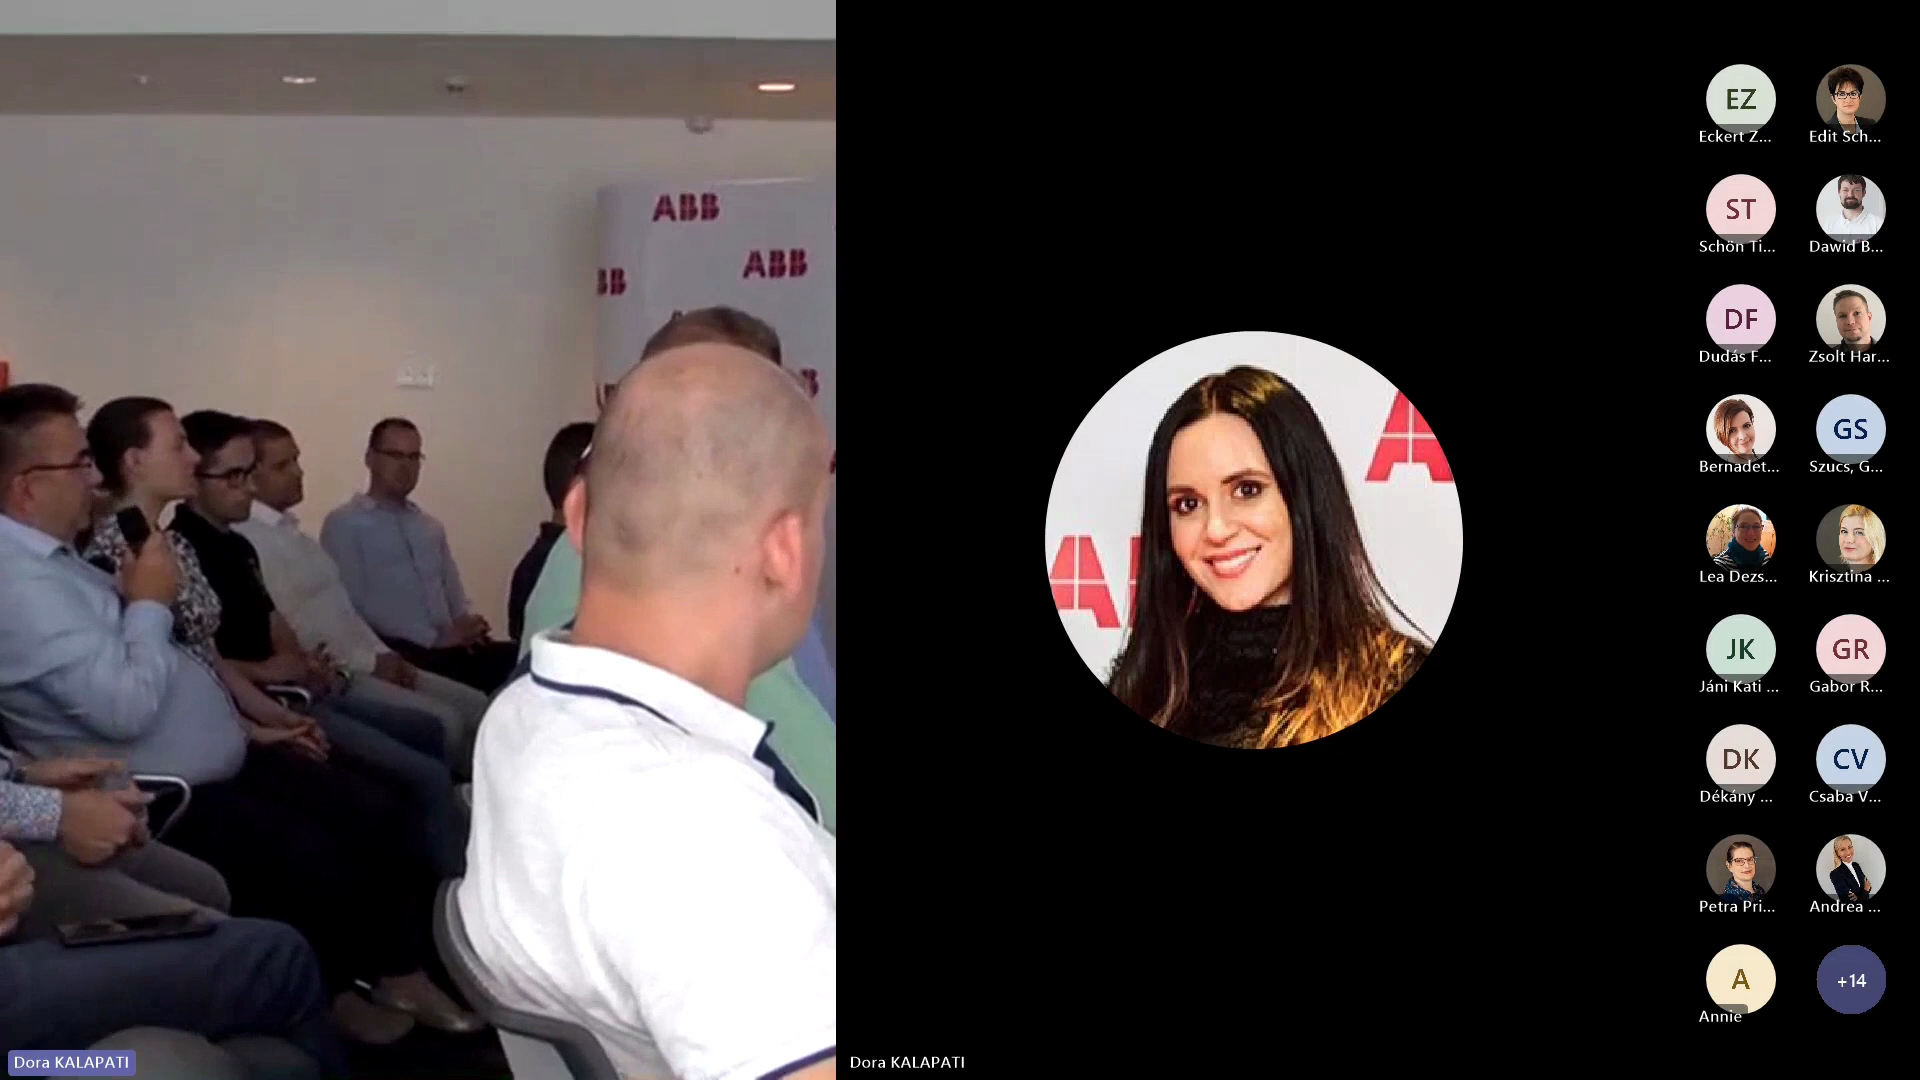 ABB
ABB
BB
Dora KALAPATI
A
AB
Dora KALAPATI
EZ
Eckert Z...
Edit Sch...
ST
Schön Ti...
Dawid B...
DF
Dudás F...
Zsolt Har...
Bernadet...
GS
Szucs, G...
Lea Dezs...
Krisztina ...
JK
Jáni Kati ...
GR
Gabor R...
DK
Dékány ...
CV
Csaba V...
Petra Pri...
Andrea ...
A
Annie
+14